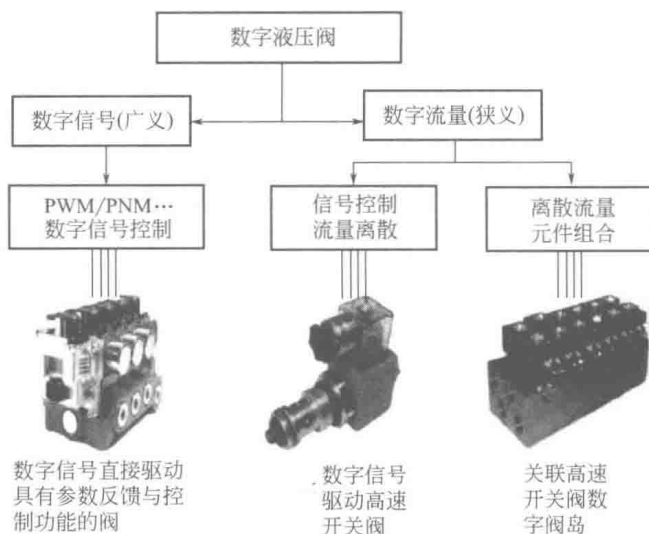 数字液压阀
数字信号(广义)
数字流量(狭义)
PWM/PNM…
数字信号控制
信号控制
流量离散
离散流量
元件组合
数字信号直接驱动
具有参数反馈与控
制功能的阀
数字信号
驱动高速
开关阀
关联高速
开关阀数
字阀岛